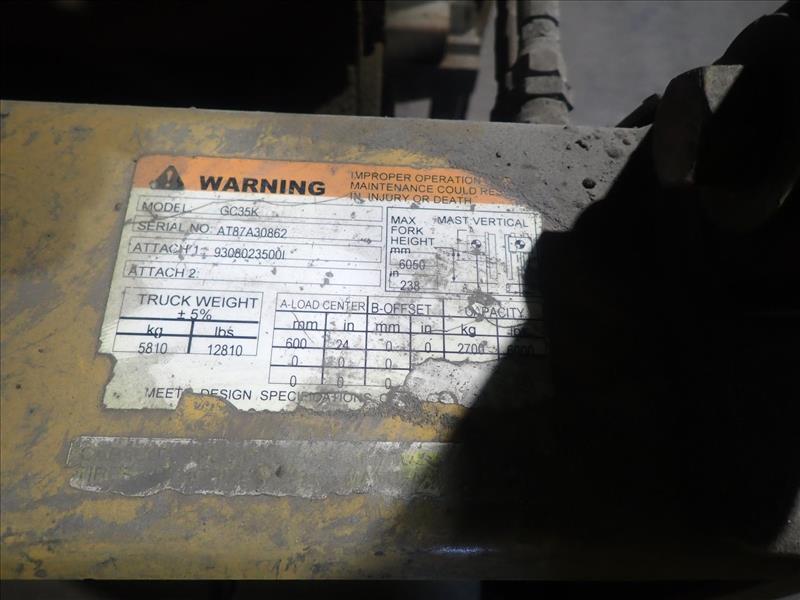 WARNING
IMPROPER OPERATION
MAINTENANCE COULD
IN INJURY OR DEATH
MODEL GC35K
SERIAL NO: AT87A30862
ATTACH 1:
ATTACH 2:
MAX FORK HEIGHT
mm
6050
in
238
MAST VERTICAL
TRUCK WEIGHT
± 5%
kg lbs
5810 12810
A-LOAD CENTER B-OFFSET CAPACITY
mm in mm in kg
600 24 0 0 2700
0 0 0
0 0 0
MEETS DESIGN SPECIFICATIONS